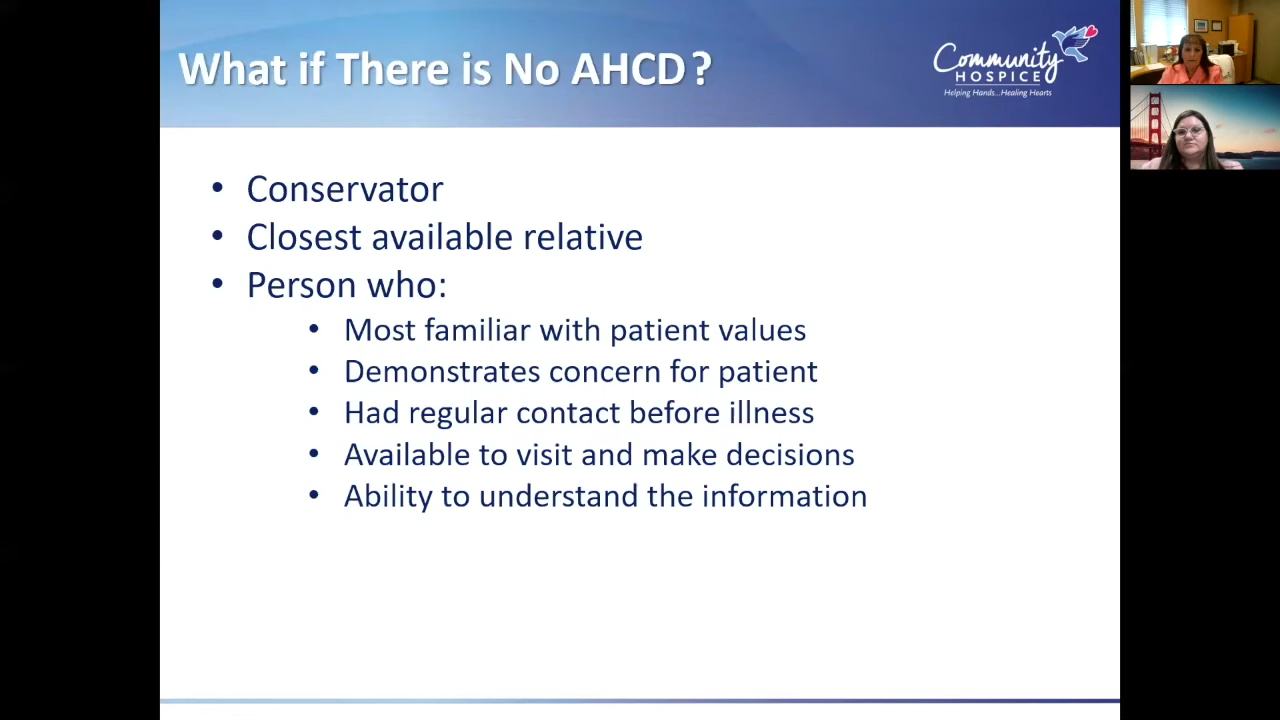 What if There is No AHCD?
Community
HOSPICE
Helping Hands...Healing Hearts
• Conservator
• Closest available relative
• Person who:
• Most familiar with patient values
• Demonstrates concern for patient
• Had regular contact before illness
• Available to visit and make decisions
• Ability to understand the information